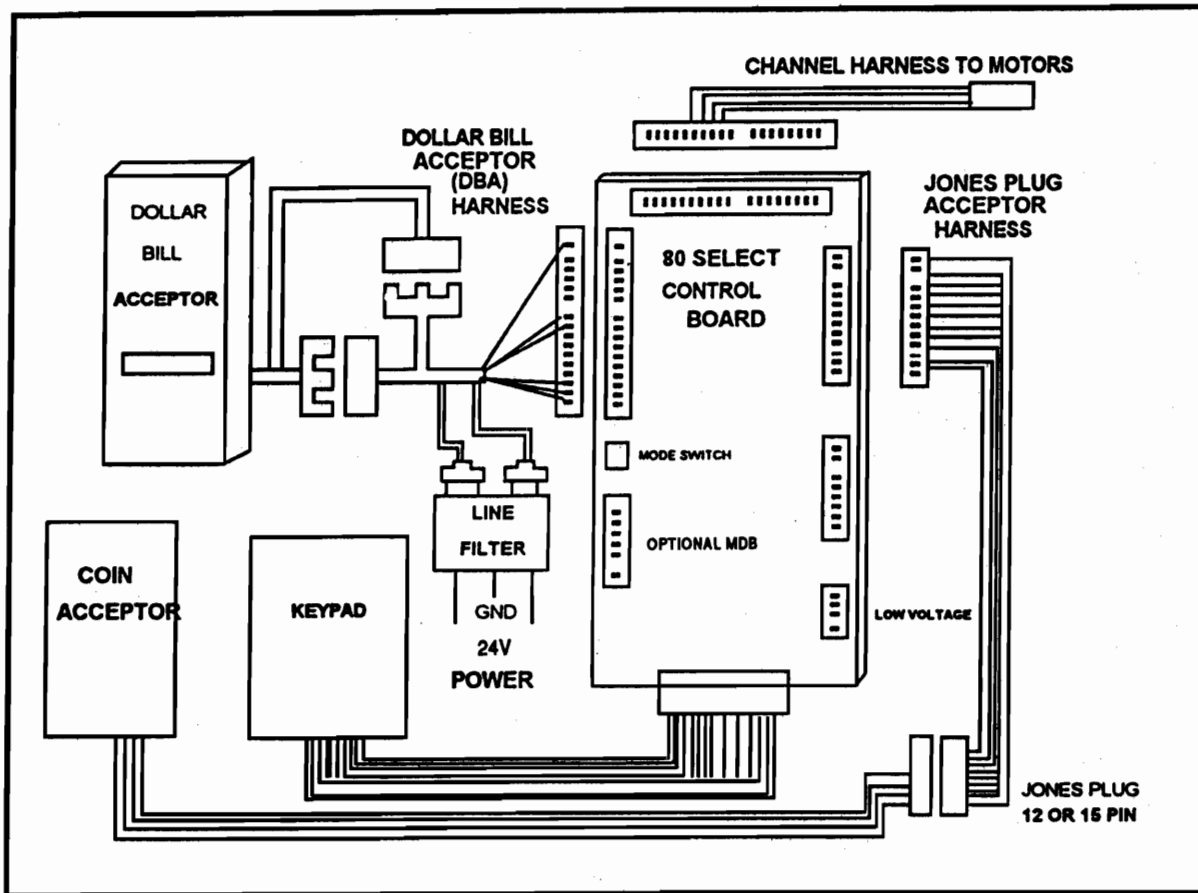 CHANNEL HARNESS TO MOTORS
DOLLAR BILL
ACCEPTOR
(DBA)
HARNESS
JONES PLUG
ACCEPTOR
HARNESS
DOLLAR
BILL
ACCEPTOR
80 SELECT
CONTROL
BOARD
MODE SWITCH
LINE
FILTER
OPTIONAL MDB
COIN
ACCEPTOR
KEYPAD
GND
24V
POWER
LOW VOLTAGE
JONES PLUG
12 OR 15 PIN